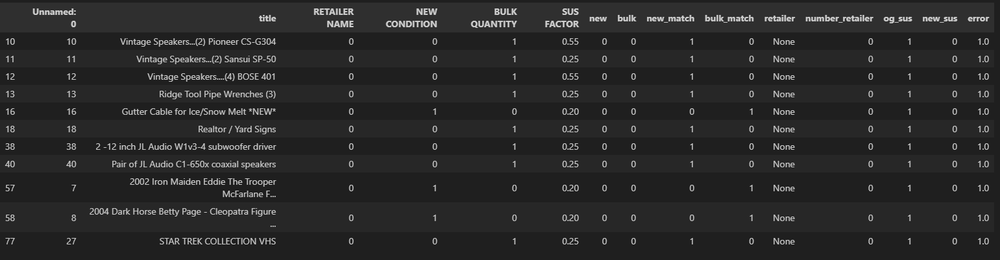 Unnamed: 0 title RETAILER NAME NEW CONDITION BULK QUANTITY SUS FACTOR new bulk new_match bulk_match retailer number_retailer og_sus new_sus error
10 10 Vintage Speakers...(2) Pioneer CS-G304 0 0 1 0.55 0 0 1 0 None 0 1 0 1.0
11 11 Vintage Speakers...(2) Sansui SP-50 0 0 1 0.25 0 0 1 0 None 0 1 0 1.0
12 12 Vintage Speakers....(4) BOSE 401 0 0 1 0.55 0 0 1 0 None 0 1 0 1.0
13 13 Ridge Tool Pipe Wrenches (3) 0 0 1 0.25 0 0 1 0 None 0 1 0 1.0
16 16 Gutter Cable for Ice/Snow Melt *NEW* 0 1 0 0.20 0 0 0 1 None 0 1 0 1.0
18 18 Realtor / Yard Signs 0 0 1 0.25 0 0 1 0 None 0 1 0 1.0
38 38 2 -12 inch JL Audio W1v3-4 subwoofer driver 0 0 1 0.25 0 0 1 0 None 0 1 0 1.0
40 40 Pair of JL Audio C1-650x coaxial speakers 0 0 1 0.25 0 0 1 0 None 0 1 0 1.0
57 7 2002 Iron Maiden Eddie The Trooper McFarlane F... 0 1 0 0.20 0 0 0 1 None 0 1 0 1.0
58 8 2004 Dark Horse Betty Page - Cleopatra Figure ... 0 1 0 0.20 0 0 0 1 None 0 1 0 1.0
77 27 STAR TREK COLLECTION VHS 0 0 1 0.25 0 0 1 0 None 0 1 0 1.0